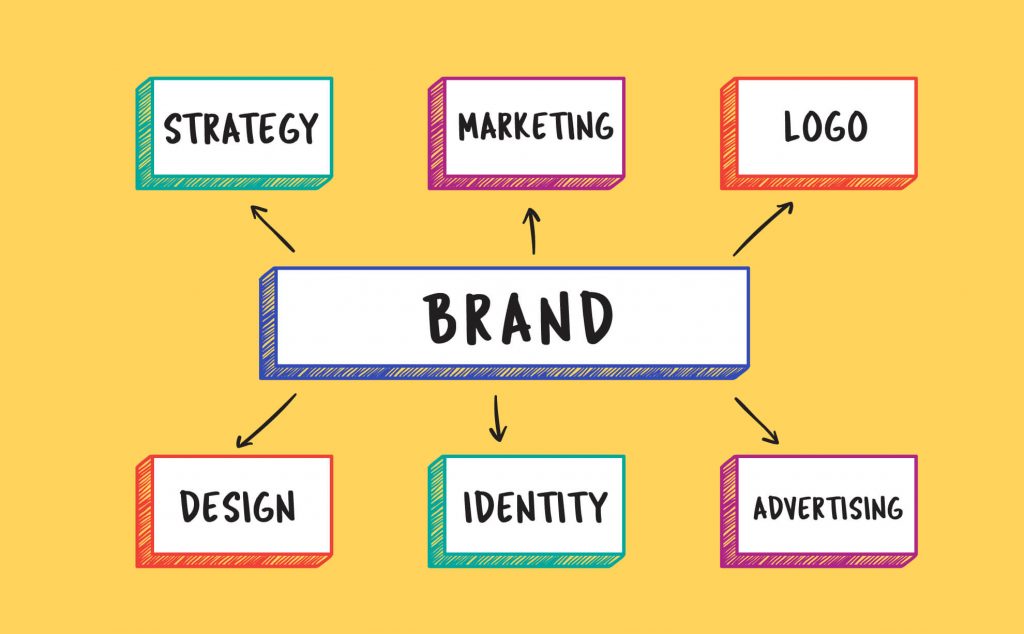 STRATEGY
MARKETING
LOGO
BRAND
DESIGN
IDENTITY
ADVERTISING